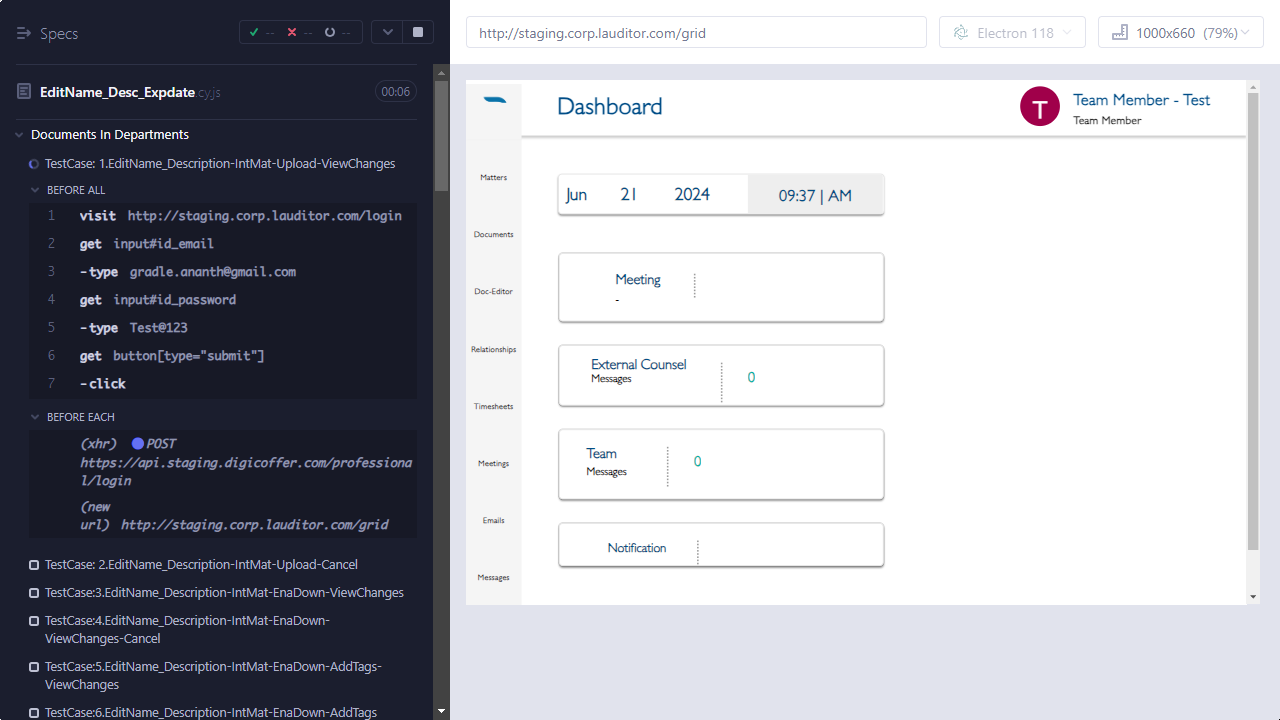 Specs
-- -- --
EditName_Desc_Expdate.cy.js 00:06
Documents In Departments
TestCase: 1.EditName_Description-IntMat-Upload-ViewChanges
BEFORE ALL
1 visit http://staging.corp.lauditor.com/login
2 get input#id_email
3 -type gradle.ananth@gmail.com
4 get input#id_password
5 -type Test@123
6 get button[type="submit"]
7 -click
BEFORE EACH
(xhr) POST
https://api.staging.digicoffer.com/professiona
l/login
(new
url) http://staging.corp.lauditor.com/grid
TestCase: 2.EditName_Description-IntMat-Upload-Cancel
TestCase:3.EditName_Description-IntMat-EnaDown-ViewChanges
TestCase:4.EditName_Description-IntMat-EnaDown-
ViewChanges-Cancel
TestCase:5.EditName_Description-IntMat-EnaDown-AddTags-
ViewChanges
TestCase:6.EditName_Description-IntMat-EnaDown-AddTags
http://staging.corp.lauditor.com/grid
Electron 118
1000x660 (79%)
Dashboard
T
Team Member - Test
Team Member
Matters
Documents
Doc-Editor
Relationships
Timesheets
Meetings
Emails
Messages
Jun 21 2024 09:37 | AM
Meeting
-
External Counsel
Messages
0
Team
Messages
0
Notification